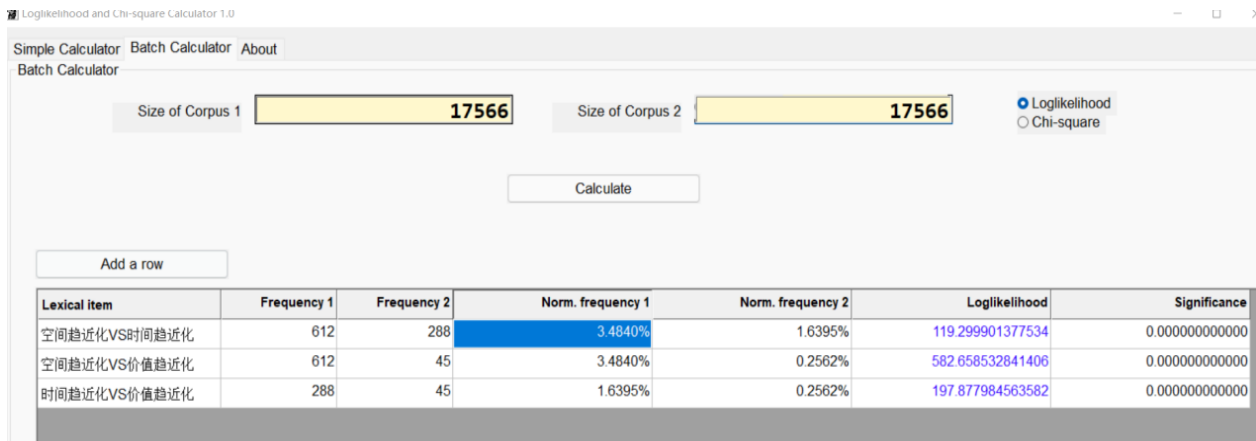 Loglikelihood and Chi-square Calculator 1.0
Simple Calculator Batch Calculator About
Batch Calculator
Size of Corpus 1 17566 Size of Corpus 2 17566 Loglikelihood
Chi-square
Calculate
Add a row
Lexical item Frequency 1 Frequency 2 Norm. frequency 1 Norm. frequency 2 Loglikelihood Significance
空间趋近化VS时间趋近化 612 288 3.4840% 1.6395% 119.299901377534 0.000000000000
空间趋近化VS价值趋近化 612 45 3.4840% 0.2562% 582.658532841406 0.000000000000
时间趋近化VS价值趋近化 288 45 1.6395% 0.2562% 197.877984563582 0.000000000000